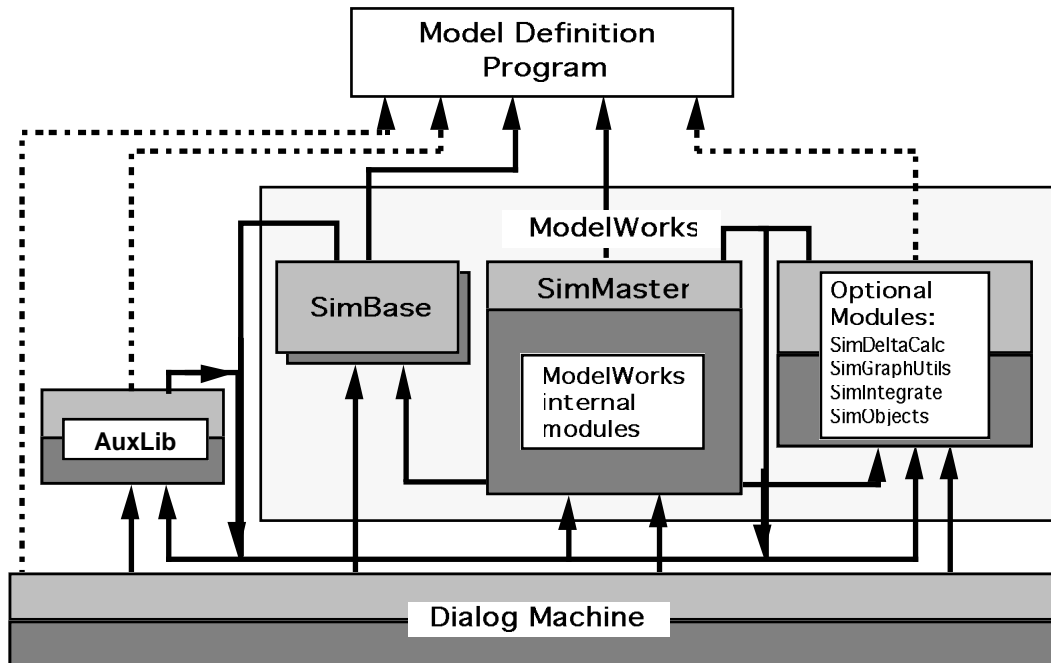 Model Definition
Program
ModelWorks
SimBase
SimMaster
ModelWorks
internal
modules
Optional
Modules:
SimDeltaCalc
SimGraphUtils
SimIntegrate
SimObjects
AuxLib
Dialog Machine